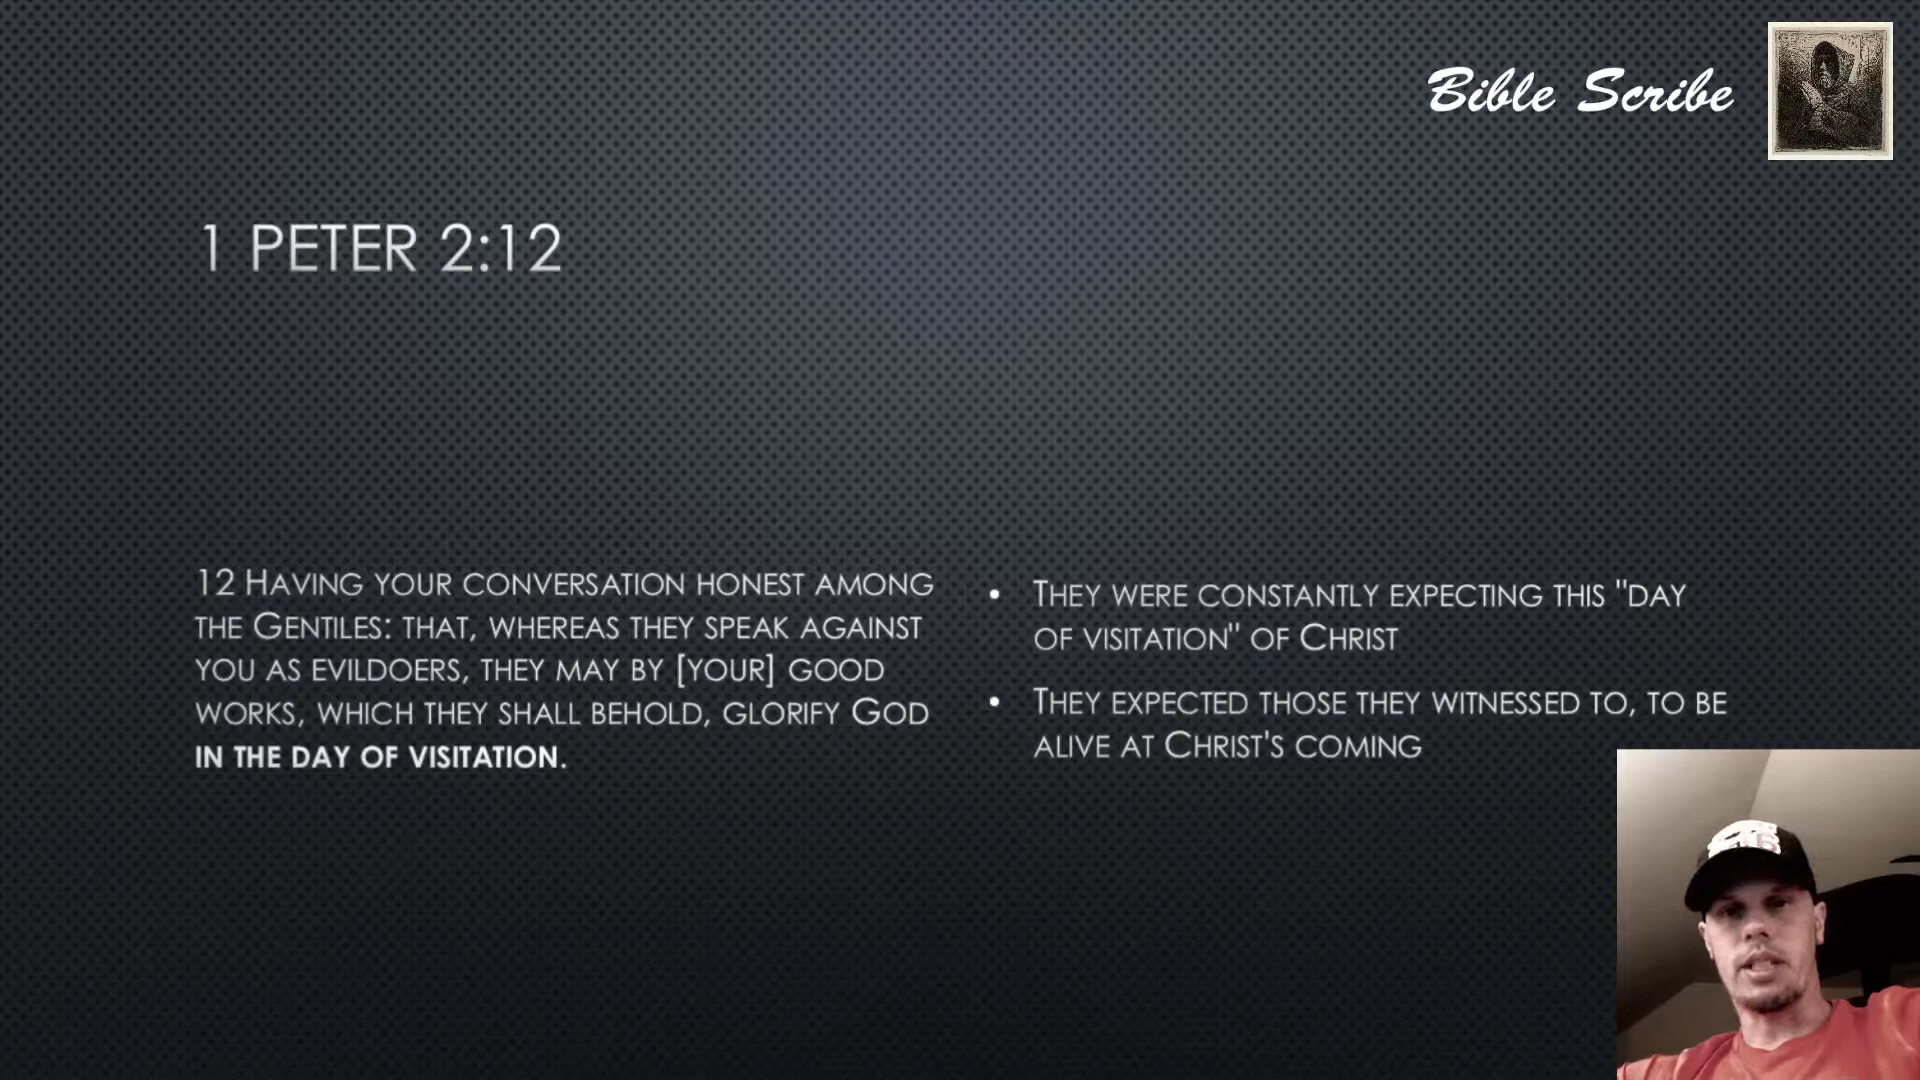 Bible Scribe
1 PETER 2:12
12 HAVING YOUR CONVERSATION HONEST AMONG
THE GENTILES: THAT, WHEREAS THEY SPEAK AGAINST
YOU AS EVILDOERS, THEY MAY BY [YOUR] GOOD
WORKS, WHICH THEY SHALL BEHOLD, GLORIFY GOD
IN THE DAY OF VISITATION.
• THEY WERE CONSTANTLY EXPECTING THIS "DAY
OF VISITATION" OF CHRIST
• THEY EXPECTED THOSE THEY WITNESSED TO, TO BE
ALIVE AT CHRIST'S COMING